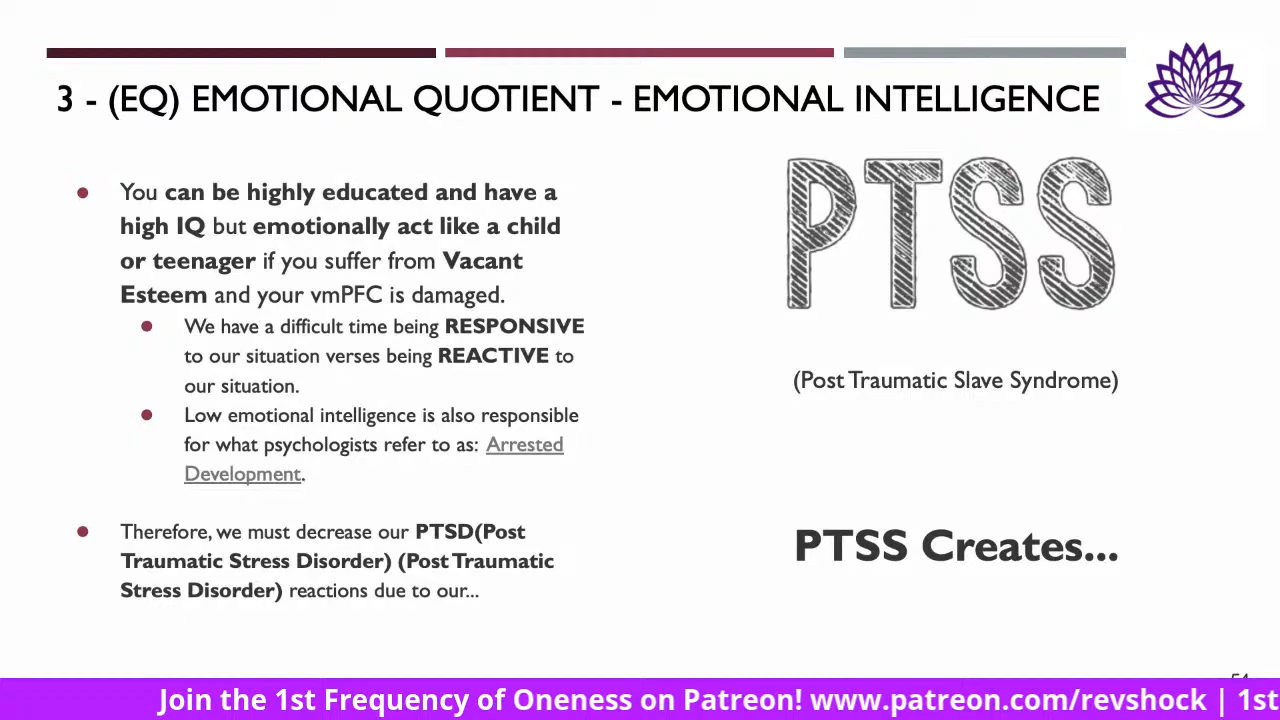 3 - (EQ) EMOTIONAL QUOTIENT - EMOTIONAL INTELLIGENCE
You can be highly educated and have a
high IQ but emotionally act like a child
or teenager if you suffer from Vacant
Esteem and your vmPFC is damaged.
We have a difficult time being RESPONSIVE
to our situation verses being REACTIVE to
our situation.
Low emotional intelligence is also responsible
for what psychologists refer to as: Arrested
Development.
Therefore, we must decrease our PTSD(Post
Traumatic Stress Disorder) (Post Traumatic
Stress Disorder) reactions due to our...
PTSS
(Post Traumatic Slave Syndrome)
PTSS Creates...
Join the 1st Frequency of Oneness on Patreon! www.patreon.com/revshock | 1st